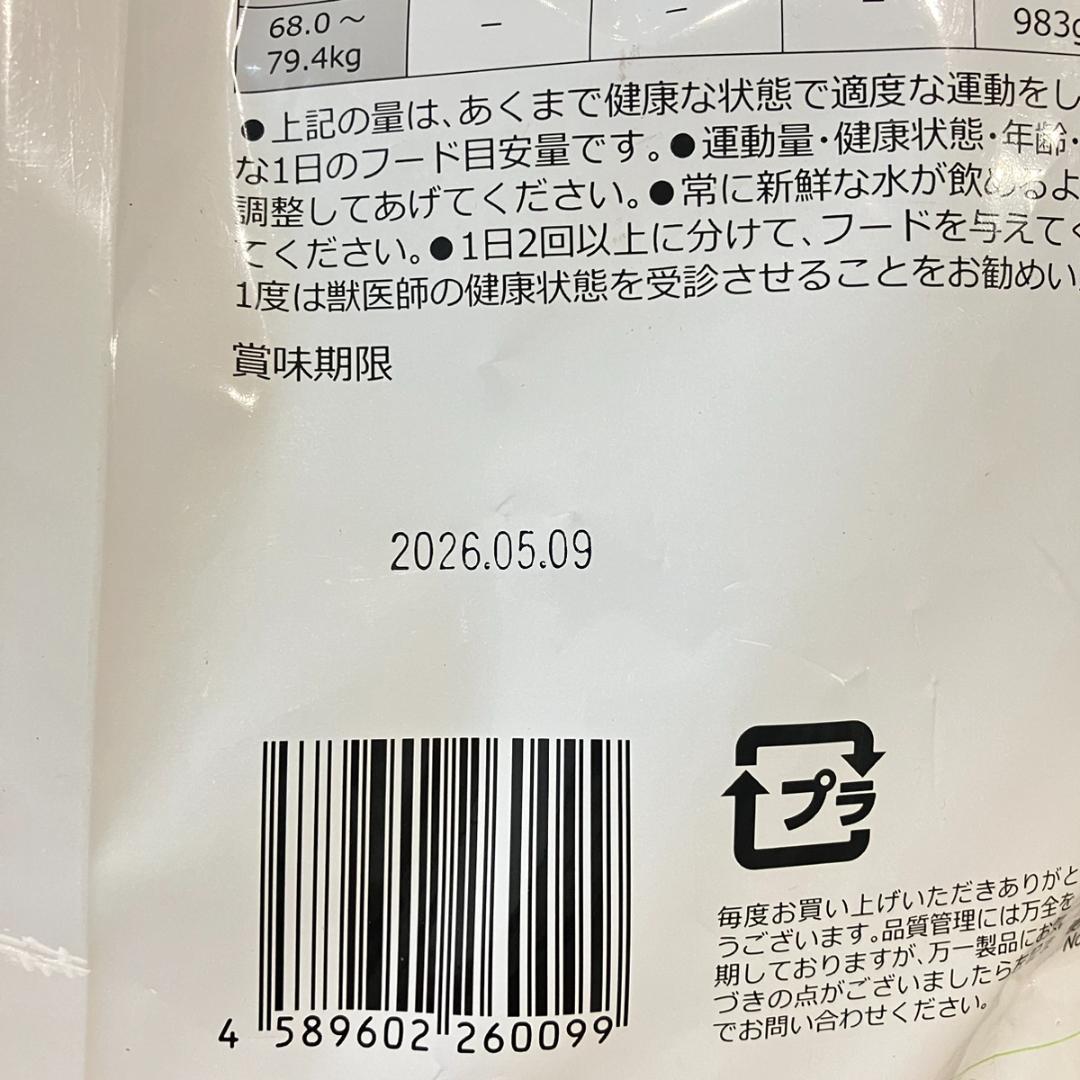 68.0～
79.4kg
－
－
－
983g
●上記の量は、あくまで健康な状態で適度な運動をし
な1日のフード目安量です。●運動量・健康状態・年齢・
調整してあげてください。●常に新鮮な水が飲めるよ
てください。●1日2回以上に分けて、フードを与えてく
1度は獣医師の健康状態を受診させることをお勧めい
賞味期限
2026.05.09
プラ
4 589602 260099
毎度お買い上げいただきありがと
うございます。品質管理には万全を
期しておりますが、万一製品にお気
づきの点がございましたら
でお問い合わせください。